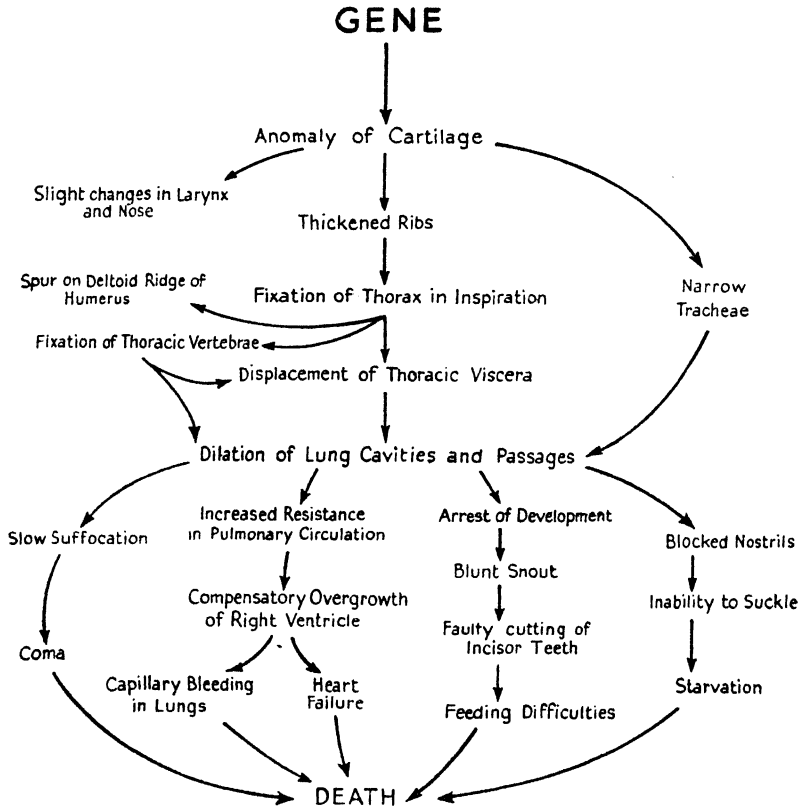 GENE
Anomaly of Cartilage
Slight changes in Larynx
and Nose
Thickened Ribs
Spur on Deltoid Ridge of
Humerus
Fixation of Thorax in Inspiration
Narrow
Tracheae
Fixation of Thoracic Vertebrae
Displacement of Thoracic Viscera
Dilation of Lung Cavities and Passages
Slow Suffocation
Increased Resistance
in Pulmonary Circulation
Arrest of Development
Blocked Nostrils
Blunt Snout
Compensatory Overgrowth
of Right Ventricle
Inability to Suckle
Faulty cutting of
Incisor Teeth
Coma
Capillary Bleeding
in Lungs
Heart
Failure
Starvation
Feeding Difficulties
DEATH